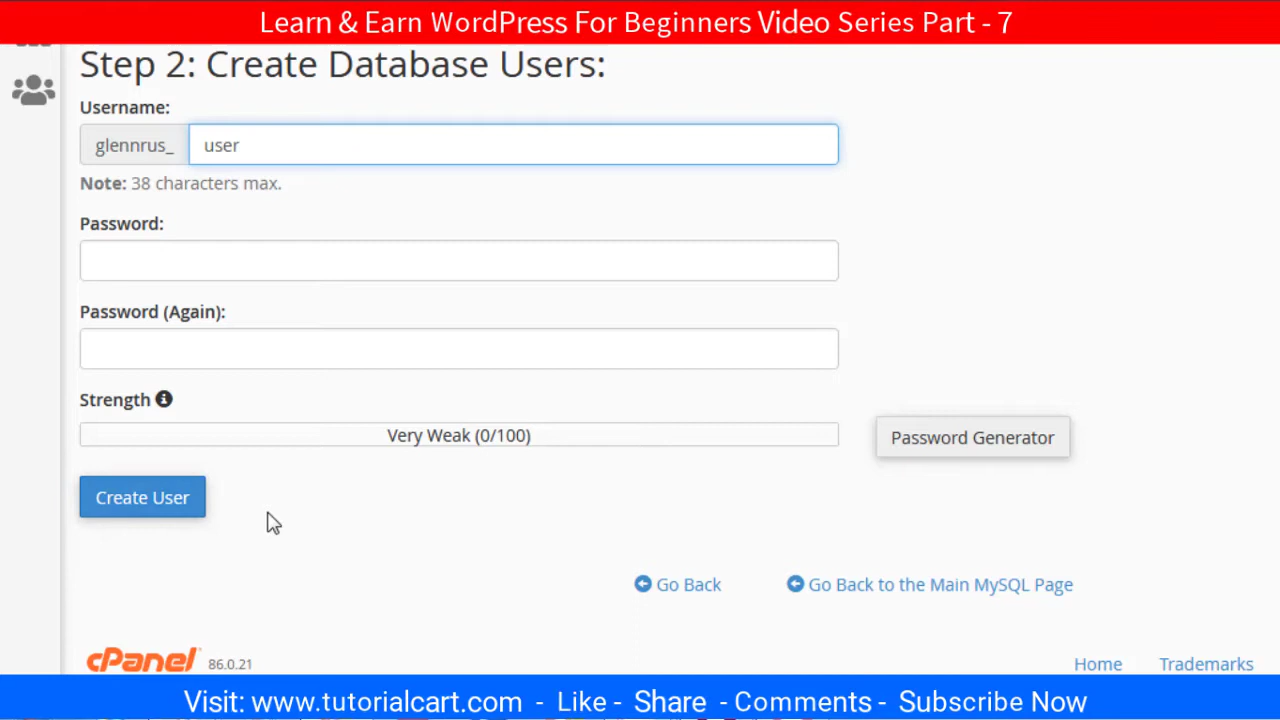 Learn & Earn WordPress For Beginners Video Series Part - 7
Step 2: Create Database Users:
Username:
glennrus_ user
Note: 38 characters max.
Password:
Password (Again):
Strength
Very Weak (0/100)
Password Generator
Create User
Go Back Go Back to the Main MySQL Page
cPanel 86.0.21 Home Trademarks
Visit: www.tutorialcart.com - Like - Share - Comments - Subscribe Now